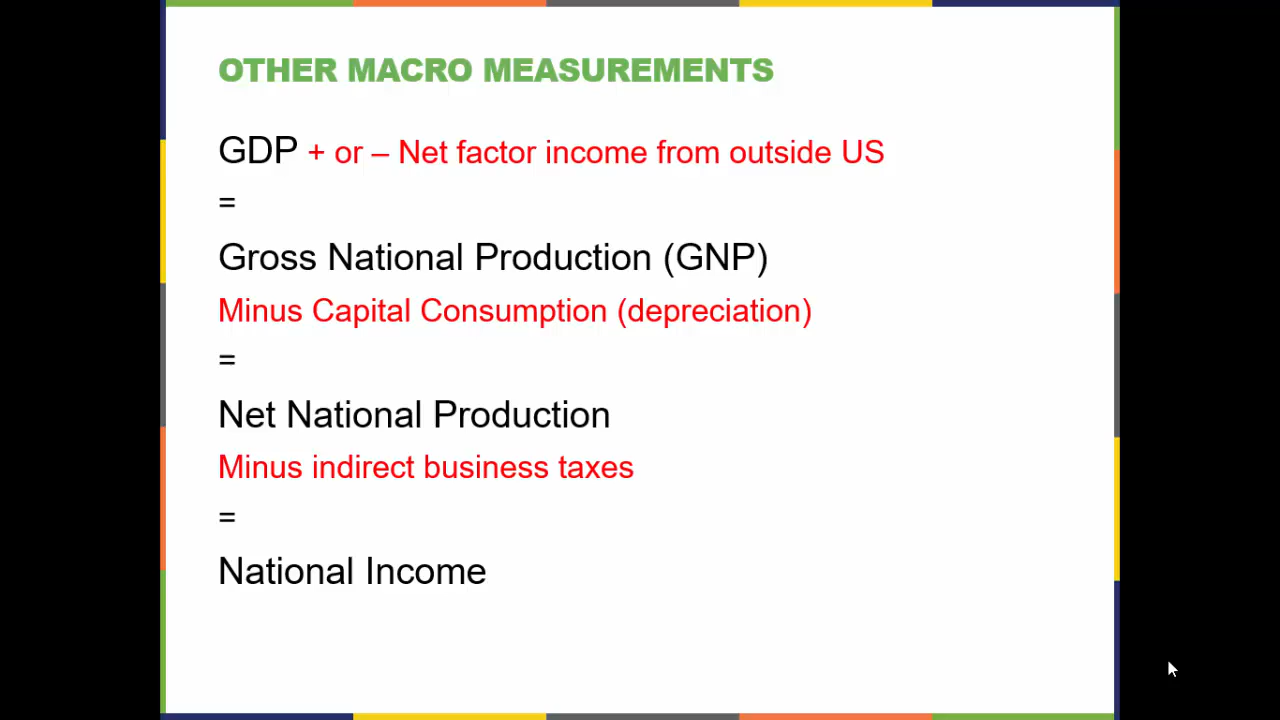 OTHER MACRO MEASUREMENTS
GDP + or – Net factor income from outside US
=
Gross National Production (GNP)
Minus Capital Consumption (depreciation)
=
Net National Production
Minus indirect business taxes
=
National Income